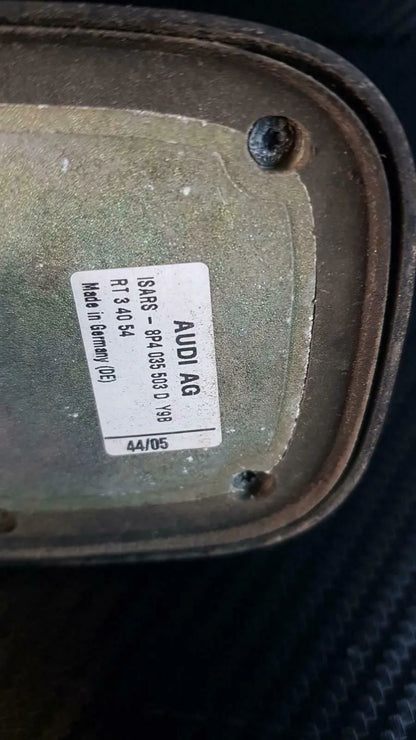 AUDI AG
ISARS - 8P4 035 503 D Y9B
RT 3 40 54
Made in Germany (DE)
44/05